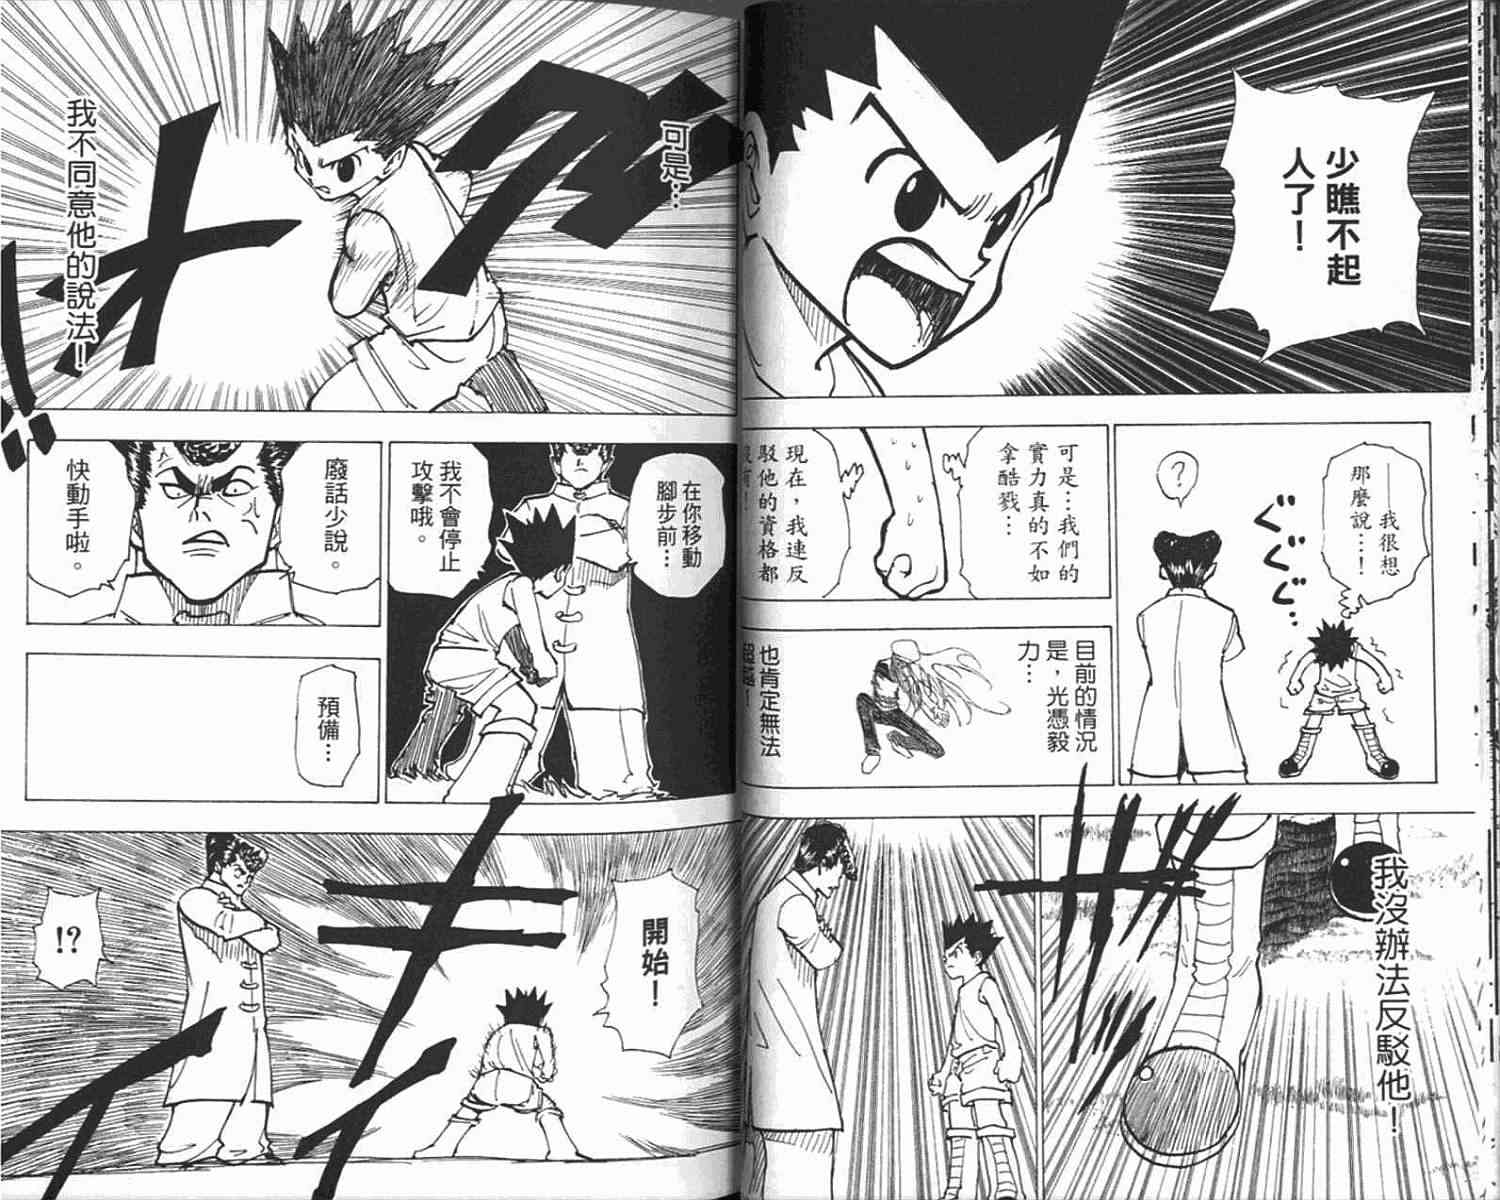 少瞧不起
人了！
——我很想
那麼說…！
？
ぐぐぐ…
可是…我們的
實力真的不如
拿酷戮…
現在，我連反
駁他的資格都
沒有！
目前的情況
是，光憑毅
力…
也肯定無法
超越！
我沒辦法反駁他！
ザッ
可是…
我不同意他的說法！
在你移動
腳步前…
我不會停止
攻擊哦。
廢話少說。
快動手啦。
預備…
開始！
!?